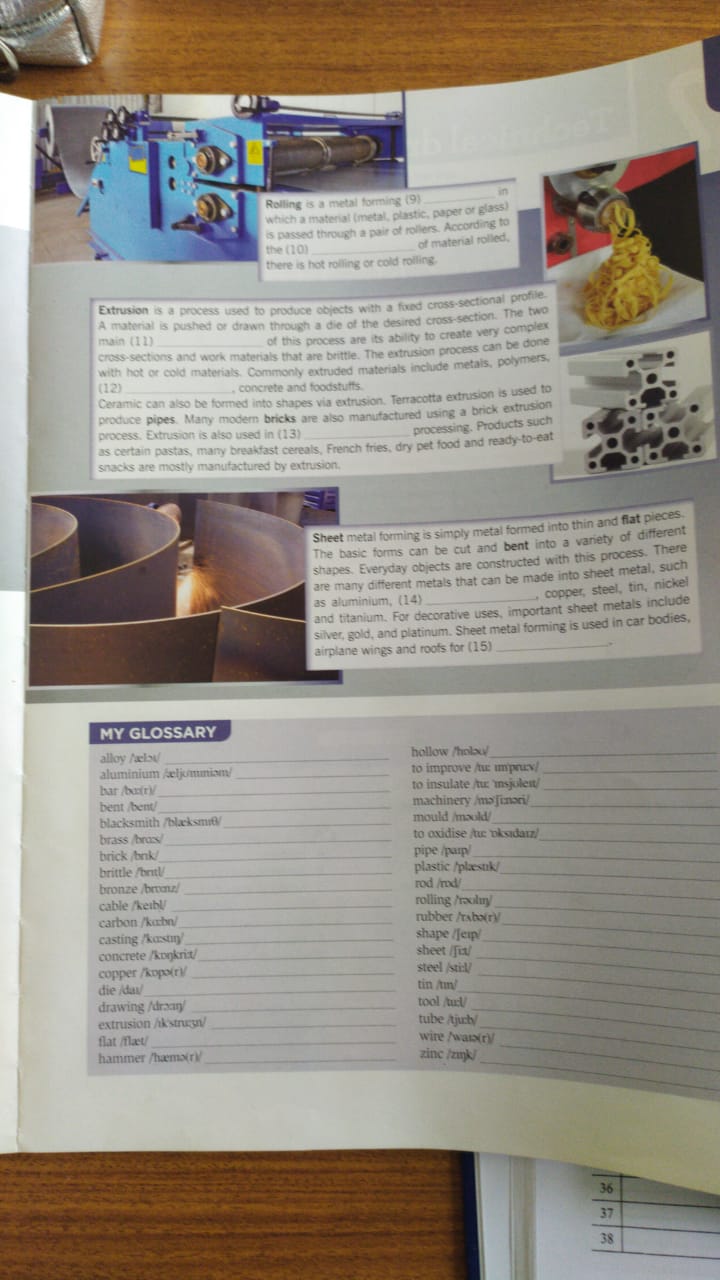 Rolling is a metal forming (9) ____________ in
which a material (metal, plastic, paper or glass)
is passed through a pair of rollers. According to
the (10) ____________ of material rolled,
there is hot rolling or cold rolling.
Extrusion is a process used to produce objects with a fixed cross-sectional profile.
A material is pushed or drawn through a die of the desired cross-section. The two
main (11) ____________ of this process are its ability to create very complex
cross-sections and work materials that are brittle. The extrusion process can be done
with hot or cold materials. Commonly extruded materials include metals, polymers,
(12) ____________, concrete and foodstuffs.
Ceramic can also be formed into shapes via extrusion. Terracotta extrusion is used to
produce pipes. Many modern bricks are also manufactured using a brick extrusion
process. Extrusion is also used in (13) ____________ processing. Products such
as certain pastas, many breakfast cereals, French fries, dry pet food and ready-to-eat
snacks are mostly manufactured by extrusion.
Sheet metal forming is simply metal formed into thin and flat pieces.
The basic forms can be cut and bent into a variety of different
shapes. Everyday objects are constructed with this process. There
are many different metals that can be made into sheet metal, such
as aluminium, (14) ____________, copper, steel, tin, nickel
and titanium. For decorative uses, important sheet metals include
silver, gold, and platinum. Sheet metal forming is used in car bodies,
airplane wings and roofs for (15) ____________.
MY GLOSSARY
alloy /ælɔɪ/
aluminium /æljʊmɪniəm/
bar /bɑː(r)/
bent /bent/
blacksmith /blæksmɪθ/
brass /brɑːs/
brick /brɪk/
brittle /brɪtl/
bronze /brɒnz/
cable /keɪbl/
carbon /kɑːbn/
casting /kɑːstɪŋ/
concrete /kɒŋkriːt/
copper /kɒpə(r)/
die /daɪ/
drawing /drɔːɪŋ/
extrusion /ɪkˈstruːʒn/
flat /flæt/
hammer /hæmə(r)/
hollow /hɒləʊ/
to improve /tuː ɪmˈpruːv/
to insulate /tuː ˈɪnsjʊleɪt/
machinery /məˈʃiːnəri/
mould /məʊld/
to oxidise /tuː ˈɒksɪdaɪz/
pipe /paɪp/
plastic /plæstɪk/
rod /rɒd/
rolling /rəʊlɪŋ/
rubber /rʌbə(r)/
shape /ʃeɪp/
sheet /ʃiːt/
steel /stiːl/
tin /tɪn/
tool /tuːl/
tube /tjuːb/
wire /waɪə(r)/
zinc /zɪŋk/
36
37
38